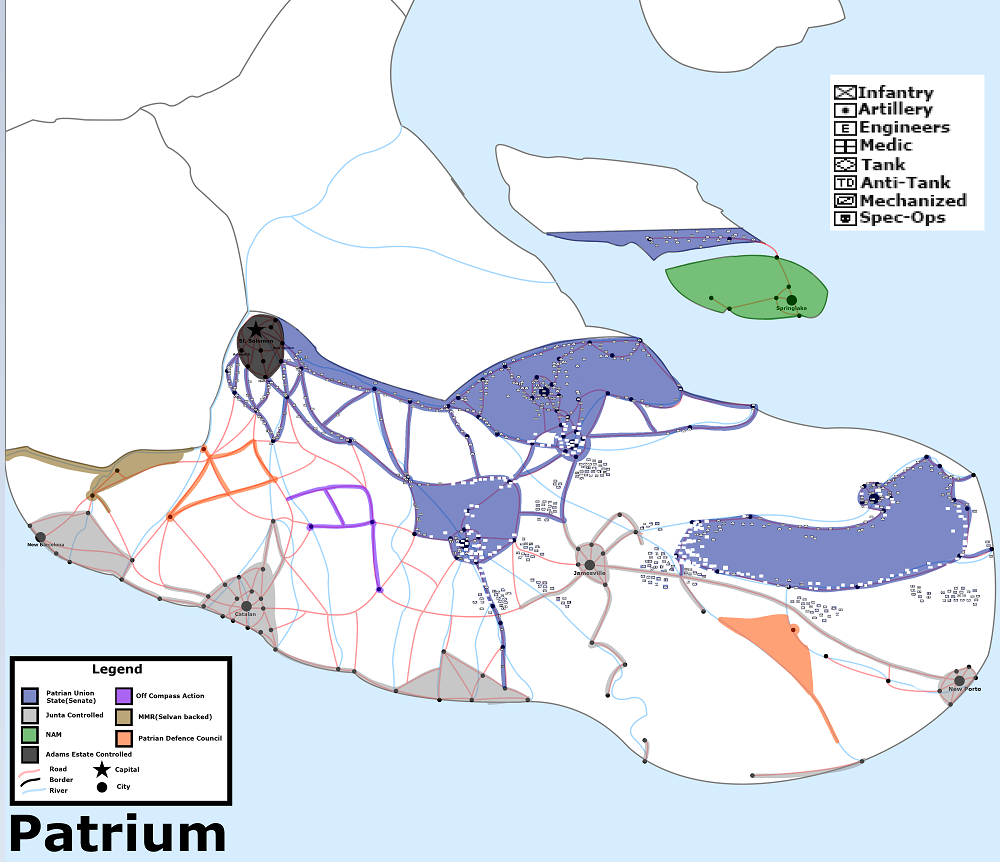 Infantry
Artillery
E Engineers
Medic
Tank
TD Anti-Tank
Mechanized
Spec-Ops
Springlake
St. Solomon
New Barcelona
Jamesville
Catalan
New Porto
Legend
Patrian Union
State(Senate)
Off Compass Action
Junta Controlled
MMR(Selvan backed)
NAM
Patrian Defence Council
Adams Estate Controlled
Road
Capital
Border
City
River
Patrium